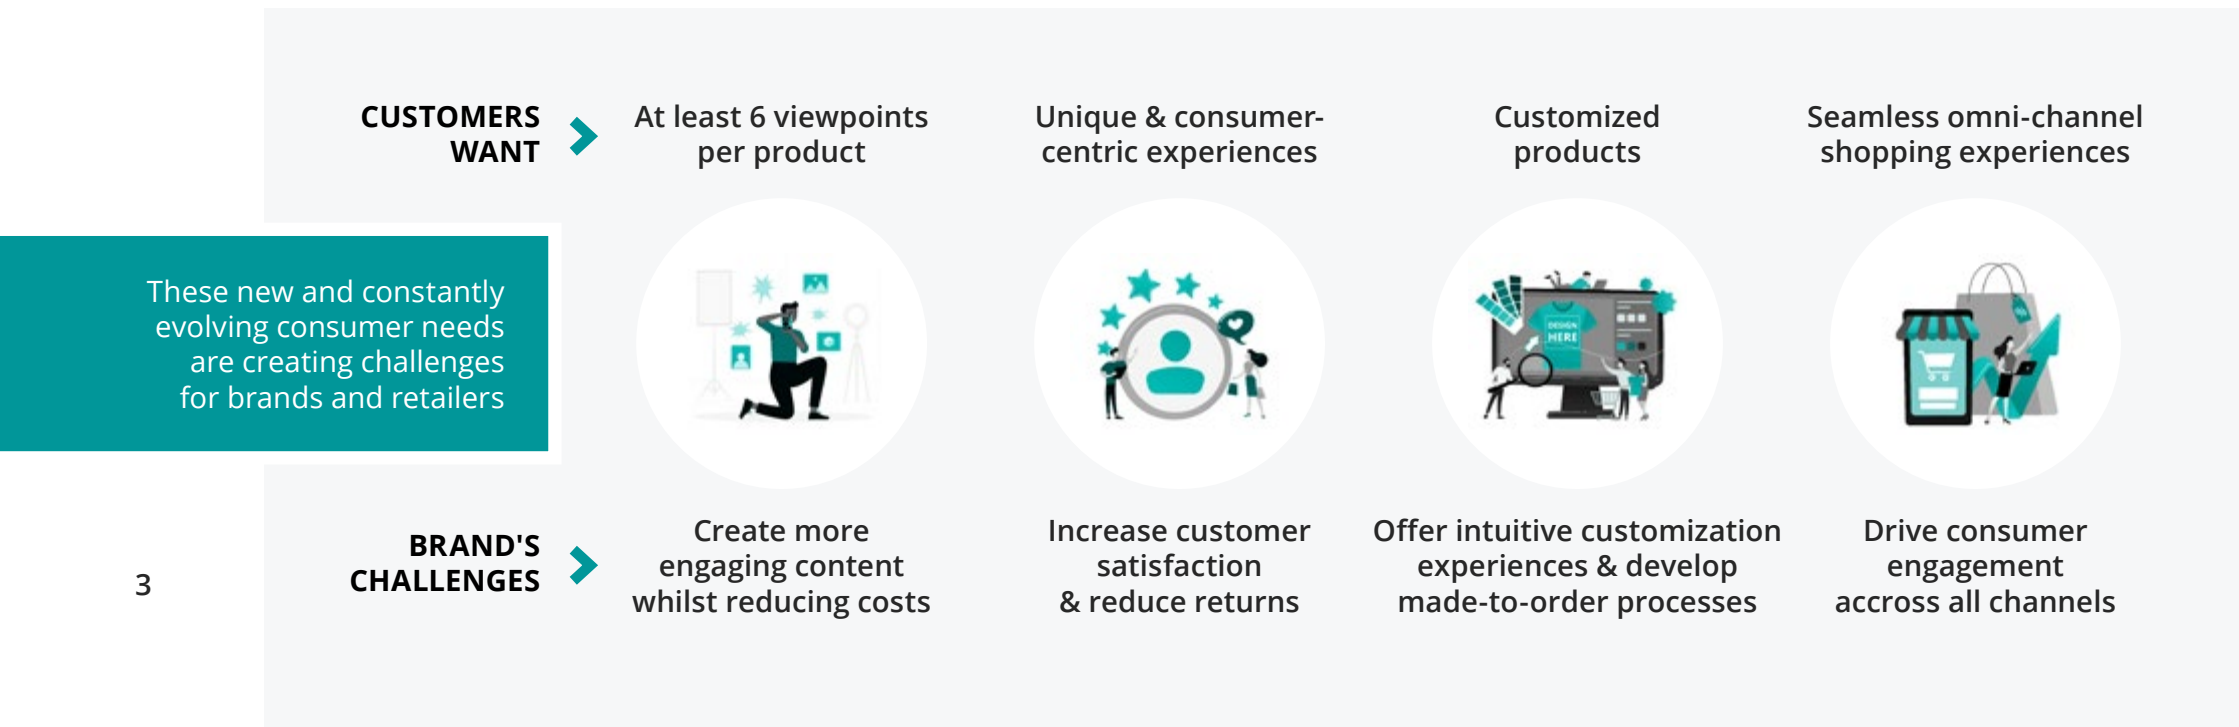 CUSTOMERS
WANT
At least 6 viewpoints
per product
Unique & consumer-
centric experiences
Customized
products
Seamless omni-channel
shopping experiences
These new and constantly
evolving consumer needs
are creating challenges
for brands and retailers
DESIGN
HERE
%
BRAND'S
CHALLENGES
Create more
engaging content
whilst reducing costs
Increase customer
satisfaction
& reduce returns
Offer intuitive customization
experiences & develop
made-to-order processes
Drive consumer
engagement
accross all channels
3